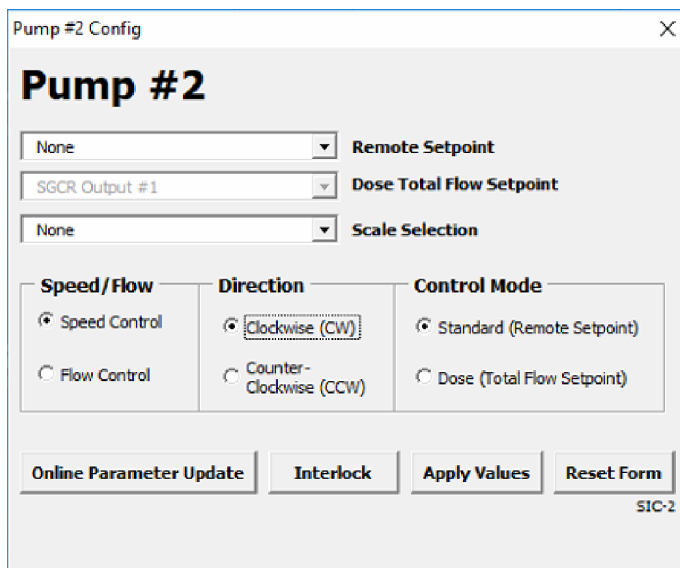 Pump #2 Config
Pump #2
None
Remote Setpoint
SGCR Output #1
Dose Total Flow Setpoint
None
Scale Selection
Speed/Flow
Direction
Control Mode
Speed Control
Clockwise (CW)
Standard (Remote Setpoint)
Flow Control
Counter-
Clockwise (CCW)
Dose (Total Flow Setpoint)
Online Parameter Update
Interlock
Apply Values
Reset Form
SIC-2